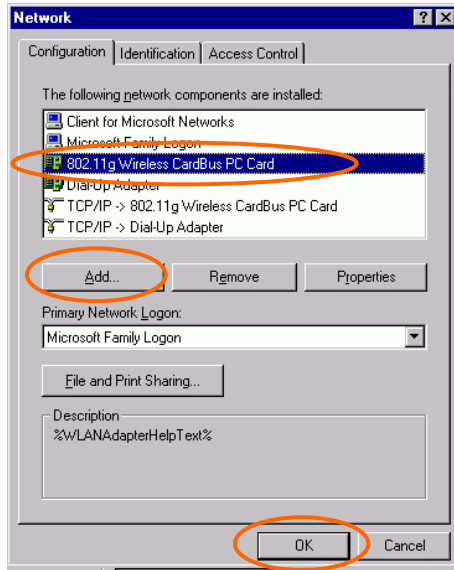 Network
Configuration Identification Access Control
The following network components are installed:
Client for Microsoft Networks
Microsoft Family Logon
802.11g Wireless CardBus PC Card
Dial-Up Adapter
TCP/IP -> 802.11g Wireless CardBus PC Card
TCP/IP -> Dial-Up Adapter
Add... Remove Properties
Primary Network Logon:
Microsoft Family Logon
File and Print Sharing...
Description
%WLANAdapterHelpText%
OK Cancel